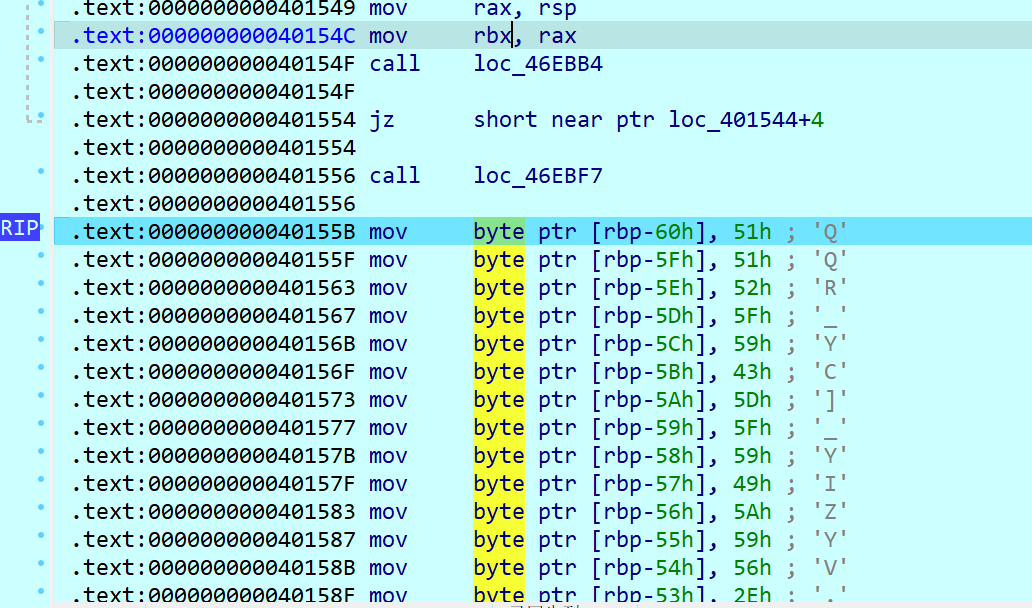 .text:0000000000401549 mov rax, rsp
.text:000000000040154C mov rbx, rax
.text:000000000040154F call loc_46EBB4
.text:000000000040154F
.text:0000000000401554 jz short near ptr loc_401544+4
.text:0000000000401554
.text:0000000000401556 call loc_46EBF7
.text:0000000000401556
RIP .text:000000000040155B mov byte ptr [rbp-60h], 51h ; 'Q'
.text:000000000040155F mov byte ptr [rbp-5Fh], 51h ; 'Q'
.text:0000000000401563 mov byte ptr [rbp-5Eh], 52h ; 'R'
.text:0000000000401567 mov byte ptr [rbp-5Dh], 5Fh ; '_'
.text:000000000040156B mov byte ptr [rbp-5Ch], 59h ; 'Y'
.text:000000000040156F mov byte ptr [rbp-5Bh], 43h ; 'C'
.text:0000000000401573 mov byte ptr [rbp-5Ah], 5Dh ; ']'
.text:0000000000401577 mov byte ptr [rbp-59h], 5Fh ; '_'
.text:000000000040157B mov byte ptr [rbp-58h], 59h ; 'Y'
.text:000000000040157F mov byte ptr [rbp-57h], 49h ; 'I'
.text:0000000000401583 mov byte ptr [rbp-56h], 5Ah ; 'Z'
.text:0000000000401587 mov byte ptr [rbp-55h], 59h ; 'Y'
.text:000000000040158B mov byte ptr [rbp-54h], 56h ; 'V'
.text:000000000040158F mov byte ptr [rbp-53h], 2Eh ; '.'